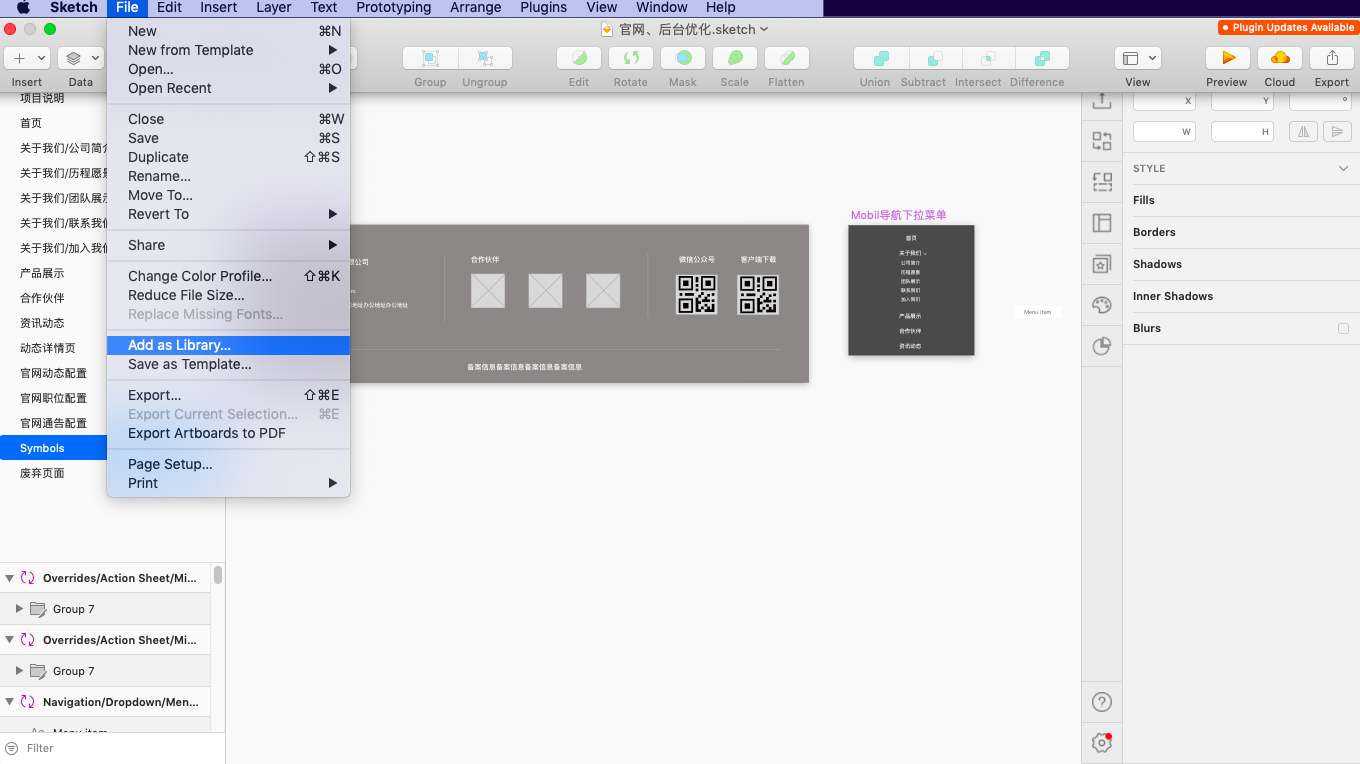 Sketch File Edit Insert Layer Text Prototyping Arrange Plugins View Window Help
官网、后台优化.sketch
Plugin Updates Available
Insert Data Group Ungroup Edit Rotate Mask Scale Flatten Union Subtract Intersect Difference View Preview Cloud Export
New ⌘N
New from Template
Open... ⌘O
Open Recent
Close ⌘W
Save ⌘S
Duplicate ⇧⌘S
Rename...
Move To...
Revert To
Share
Change Color Profile... ⇧⌘K
Reduce File Size...
Replace Missing Fonts...
Add as Library...
Save as Template...
Export... ⇧⌘E
Export Current Selection... ⌘E
Export Artboards to PDF
Page Setup...
Print
项目说明
首页
关于我们/公司简介
关于我们/历程愿景
关于我们/团队展示
关于我们/联系我们
关于我们/加入我们
产品展示
合作伙伴
资讯动态
动态详情页
官网动态配置
官网职位配置
官网通告配置
Symbols
废弃页面
Overrides/Action Sheet/Mi...
Group 7
Overrides/Action Sheet/Mi...
Group 7
Navigation/Dropdown/Men...
Menu item
Filter
公司
合作伙伴
微信公众号 客户端下载
公地址办公地址办公地址
备案信息备案信息备案信息备案信息
Mobil导航下拉菜单
首页
关于我们
公司简介
历程愿景
团队展示
联系我们
加入我们
产品展示
合作伙伴
资讯动态
Menu item
X Y °
W H
STYLE
Fills
Borders
Shadows
Inner Shadows
Blurs